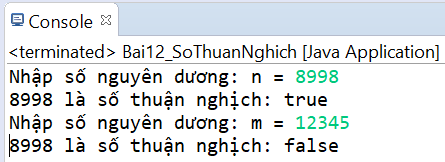 Console
<terminated> Bai12_SoThuanNghich [Java Application]
Nhập số nguyên dương: n = 8998
8998 là số thuận nghịch: true
Nhập số nguyên dương: m = 12345
8998 là số thuận nghịch: false